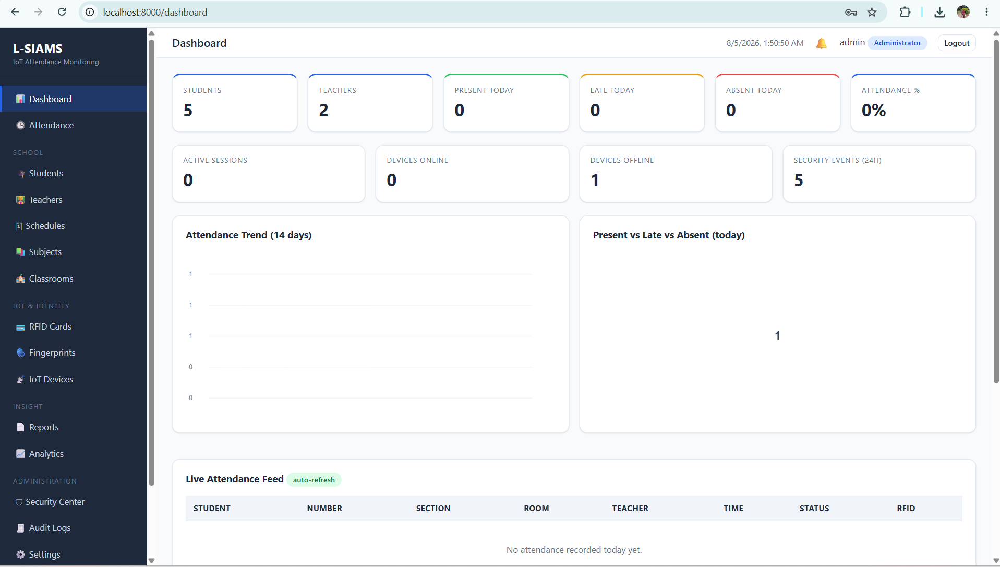 localhost:8000/dashboard
L-SIAMS
IoT Attendance Monitoring
Dashboard
Attendance
SCHOOL
Students
Teachers
Schedules
Subjects
Classrooms
IOT & IDENTITY
RFID Cards
Fingerprints
IoT Devices
INSIGHT
Reports
Analytics
ADMINISTRATION
Security Center
Audit Logs
Settings
Dashboard
8/5/2026, 1:50:50 AM
admin Administrator
Logout
STUDENTS
5
TEACHERS
2
PRESENT TODAY
0
LATE TODAY
0
ABSENT TODAY
0
ATTENDANCE %
0%
ACTIVE SESSIONS
0
DEVICES ONLINE
0
DEVICES OFFLINE
1
SECURITY EVENTS (24H)
5
Attendance Trend (14 days)
1
1
1
0
0
Present vs Late vs Absent (today)
1
Live Attendance Feed auto-refresh
STUDENT NUMBER SECTION ROOM TEACHER TIME STATUS RFID
No attendance recorded today yet.